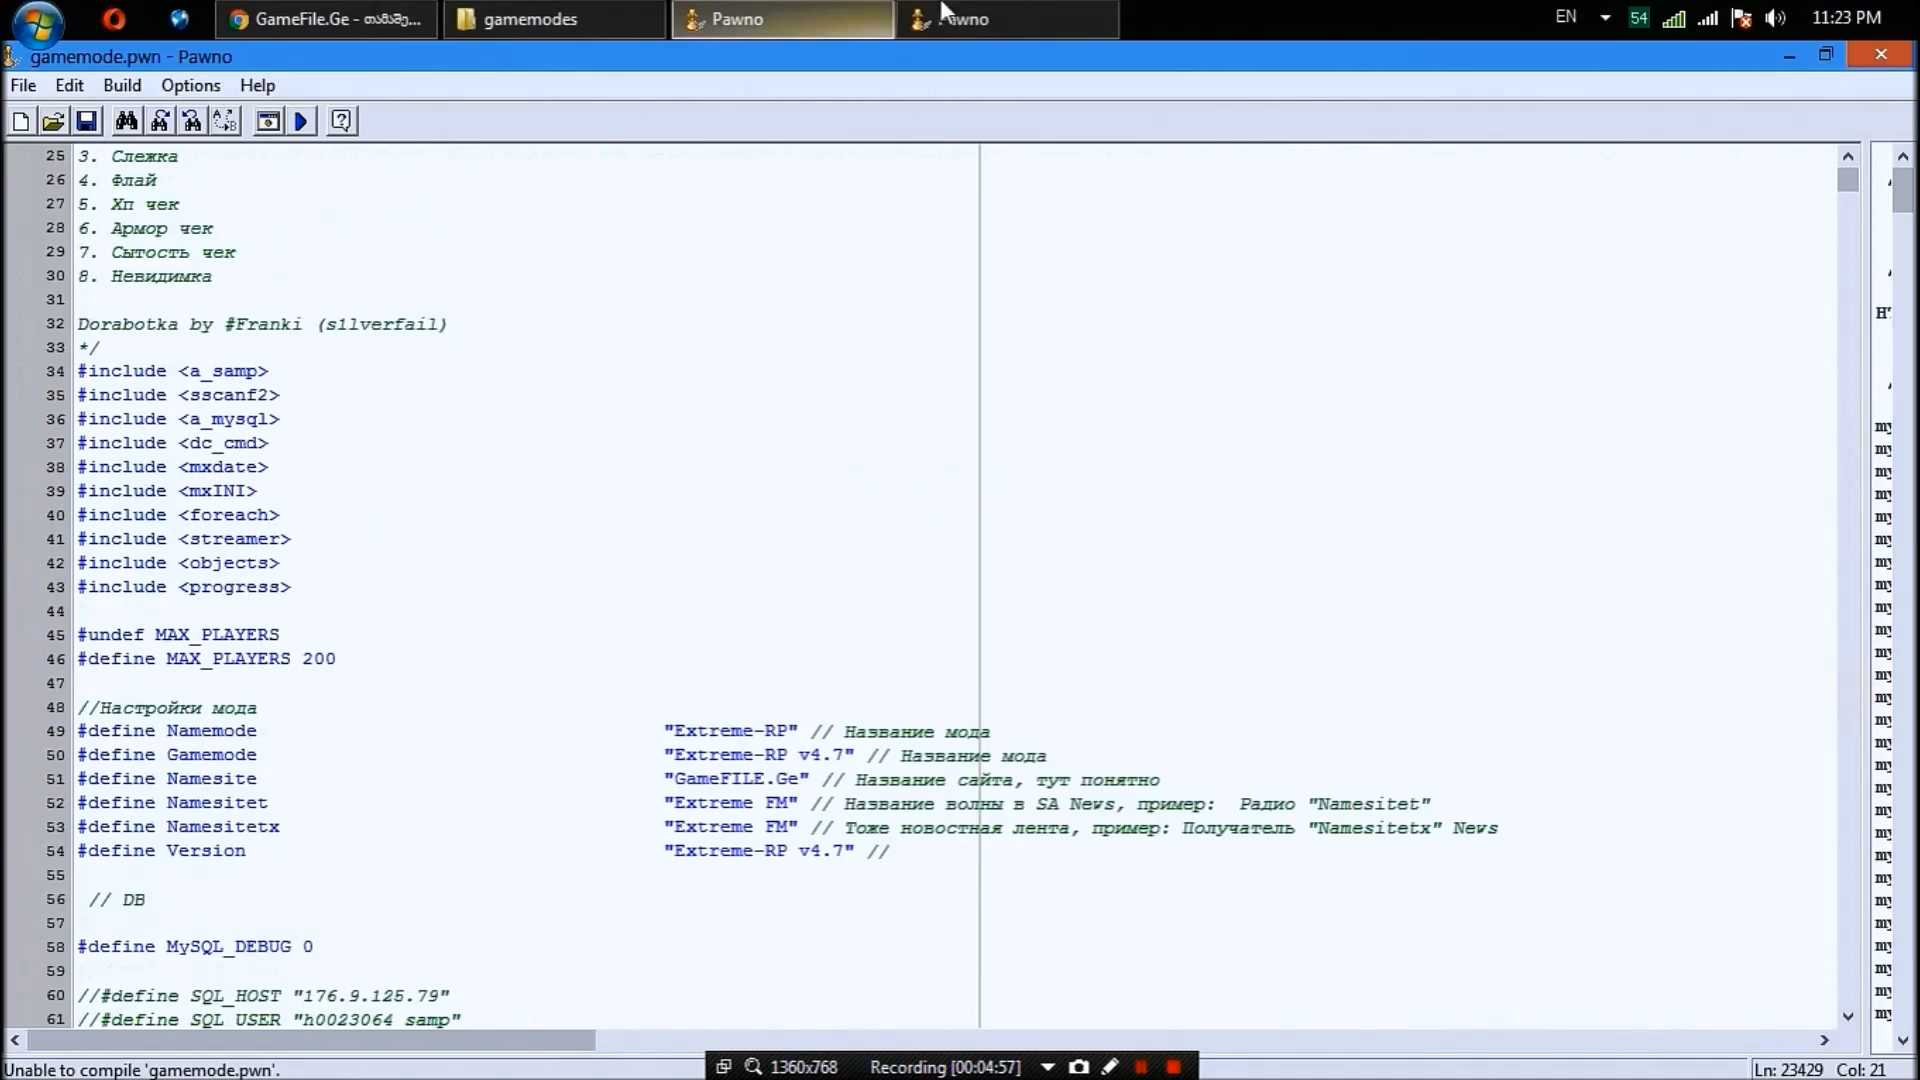 GameFile.Ge - თამაშე...
gamemodes
Pawno
Pawno
EN
54
11:23 PM
gamemode.pwn - Pawno
File Edit Build Options Help
25 3. Слежка
26 4. Флай
27 5. Хп чек
28 6. Армор чек
29 7. Сытость чек
30 8. Невидимка
31
32 Dorabotka by #Franki (s1lverfail)
33 */
34 #include <a_samp>
35 #include <sscanf2>
36 #include <a_mysql>
37 #include <dc_cmd>
38 #include <mxdate>
39 #include <mxINI>
40 #include <foreach>
41 #include <streamer>
42 #include <objects>
43 #include <progress>
44
45 #undef MAX_PLAYERS
46 #define MAX_PLAYERS 200
47
48 //Настройки мода
49 #define Namemode "Extreme-RP" // Название мода
50 #define Gamemode "Extreme-RP v4.7" // Название мода
51 #define Namesite "GameFILE.Ge" // Название сайта, тут понятно
52 #define Namesitet "Extreme FM" // Название волны в SA News, пример: Радио "Namesitet"
53 #define Namesitetx "Extreme FM" // Тоже новостная лента, пример: Получатель "Namesitetx" News
54 #define Version "Extreme-RP v4.7" //
55
56 // DB
57
58 #define MySQL_DEBUG 0
59
60 //#define SQL_HOST "176.9.125.79"
61 //#define SQL_USER "h0023064_samp"
Unable to compile 'gamemode.pwn'.
1360x768
Recording [00:04:57]
Ln: 23429 Col: 21